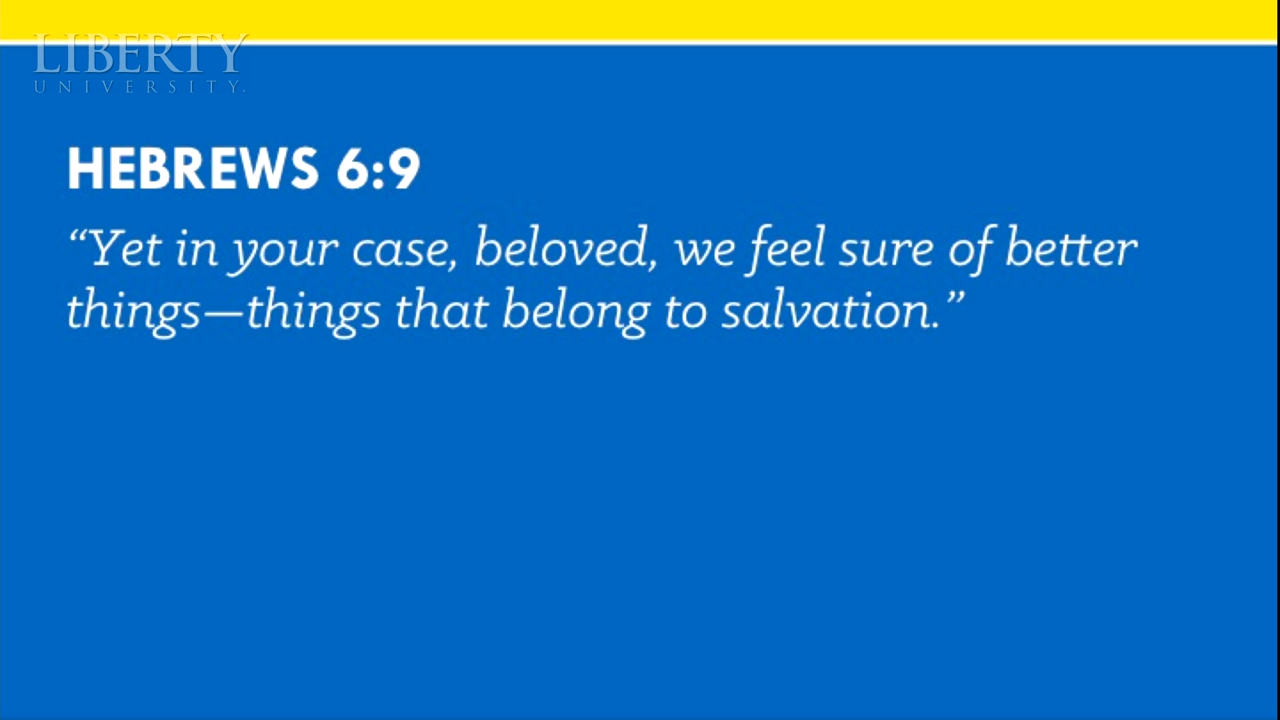 LIBERTY
UNIVERSITY.
HEBREWS 6:9
“Yet in your case, beloved, we feel sure of better
things—things that belong to salvation.”